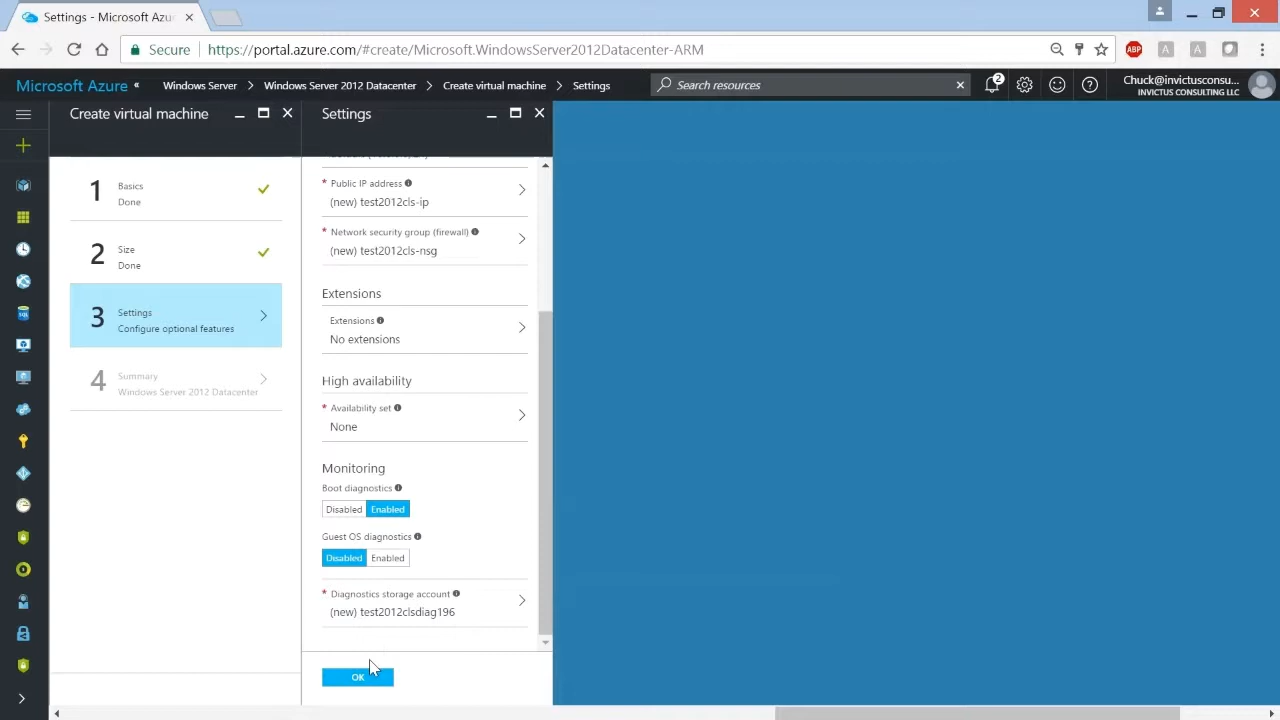 Settings - Microsoft Azu
Secure
https://portal.azure.com/#create/Microsoft.WindowsServer2012Datacenter-ARM
ABP
Microsoft Azure
Windows Server
Windows Server 2012 Datacenter
Create virtual machine
Settings
Search resources
2
Chuck@invictusconsu...
INVICTUS CONSULTING LLC
Create virtual machine
1
Basics
Done
2
Size
Done
3
Settings
Configure optional features
4
Summary
Windows Server 2012 Datacenter
Settings
* Public IP address
(new) test2012cls-ip
* Network security group (firewall)
(new) test2012cls-nsg
Extensions
Extensions
No extensions
High availability
* Availability set
None
Monitoring
Boot diagnostics
Disabled Enabled
Guest OS diagnostics
Disabled Enabled
* Diagnostics storage account
(new) test2012clsdiag196
OK